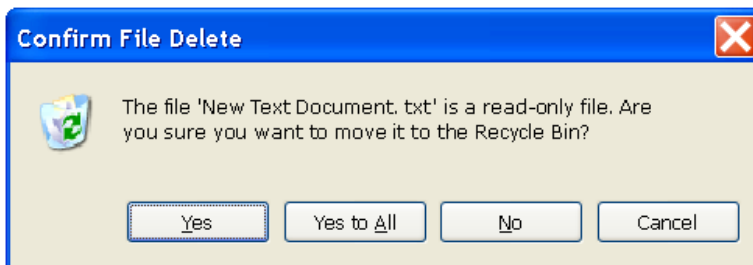 Confirm File Delete
The file 'New Text Document. txt' is a read-only file. Are
you sure you want to move it to the Recycle Bin?
Yes Yes to All No Cancel